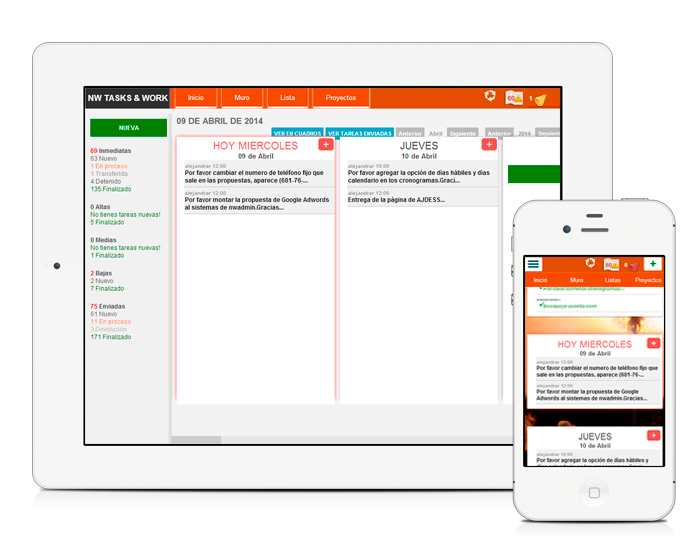 NW TASKS & WORK
Inicio Muro Lista Proyectos
60
1
NUEVA
09 DE ABRIL DE 2014
VER EN CUADROS VER TAREAS ENVIADAS Anterior Abril Siguiente Anterior 2014 Siguien
69 Inmediatas
63 Nuevo
1 En proceso
1 Transferida
4 Detenido
135 Finalizado
0 Altas
No tienes tareas nuevas!
5 Finalizado
0 Medias
No tienes tareas nuevas!
6 Finalizado
2 Bajas
2 Nuevo
7 Finalizado
75 Enviadas
61 Nuevo
11 En proceso
3 Devolución
171 Finalizado
HOY MIERCOLES
09 de Abril
alejandrar 12:00
Por favor cambiar el numero de teléfono fijo que
sale en las propuestas, aparece (681-76-...
alejandrar 12:00
Por favor montar la propuesta de Google Adwords
al sistemas de nwadmin.Gracias...
JUEVES
10 de Abril
alejandrar 12:00
Por favor agregar la opción de dias hábiles y dias
calendario en los cronogramas.Graci...
Entrega de la página de AJDESS...
60
0
Inicio Muro Listas Proyectos
HOY MIERCOLES
09 de Abril
alejandrar 12:00
Por favor cambiar el numero de teléfono fijo que
sale en las propuestas, aparece (681-76-...
alejandrar 12:00
Por favor montar la propuesta de Google
Adwords al sistemas de nwadmin.Gracias...
JUEVES
10 de Abril
alejandrar 12:00
Por favor agregar la opción de dias hábiles y